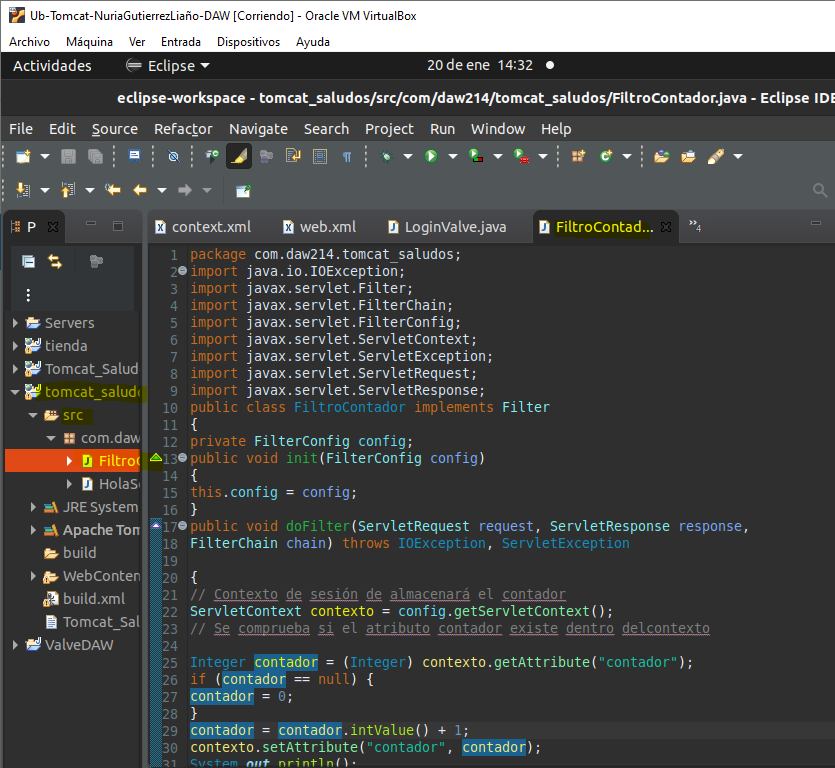 Ub-Tomcat-NuriaGutierrezLiaño-DAW [Corriendo] - Oracle VM VirtualBox
Archivo Máquina Ver Entrada Dispositivos Ayuda
Actividades Eclipse 20 de ene 14:32
eclipse-workspace - tomcat_saludos/src/com/daw214/tomcat_saludos/FiltroContador.java - Eclipse IDE
File Edit Source Refactor Navigate Search Project Run Window Help
P context.xml web.xml LoginValve.java FiltroContad... »4
Servers
tienda
Tomcat_Salud
tomcat_saludo
src
com.daw
FiltroC
HolaSe
JRE System
Apache Tom
build
WebConten
build.xml
Tomcat_Sal
ValveDAW
1 package com.daw214.tomcat_saludos;
2 import java.io.IOException;
3 import javax.servlet.Filter;
4 import javax.servlet.FilterChain;
5 import javax.servlet.FilterConfig;
6 import javax.servlet.ServletContext;
7 import javax.servlet.ServletException;
8 import javax.servlet.ServletRequest;
9 import javax.servlet.ServletResponse;
10 public class FiltroContador implements Filter
11 {
12 private FilterConfig config;
13 public void init(FilterConfig config)
14 {
15 this.config = config;
16 }
17 public void doFilter(ServletRequest request, ServletResponse response,
18 FilterChain chain) throws IOException, ServletException
19
20 {
21 // Contexto de sesión de almacenará el contador
22 ServletContext contexto = config.getServletContext();
23 // Se comprueba si el atributo contador existe dentro delcontexto
24
25 Integer contador = (Integer) contexto.getAttribute("contador");
26 if (contador == null) {
27 contador = 0;
28 }
29 contador = contador.intValue() + 1;
30 contexto.setAttribute("contador", contador);
31 System.out.println();